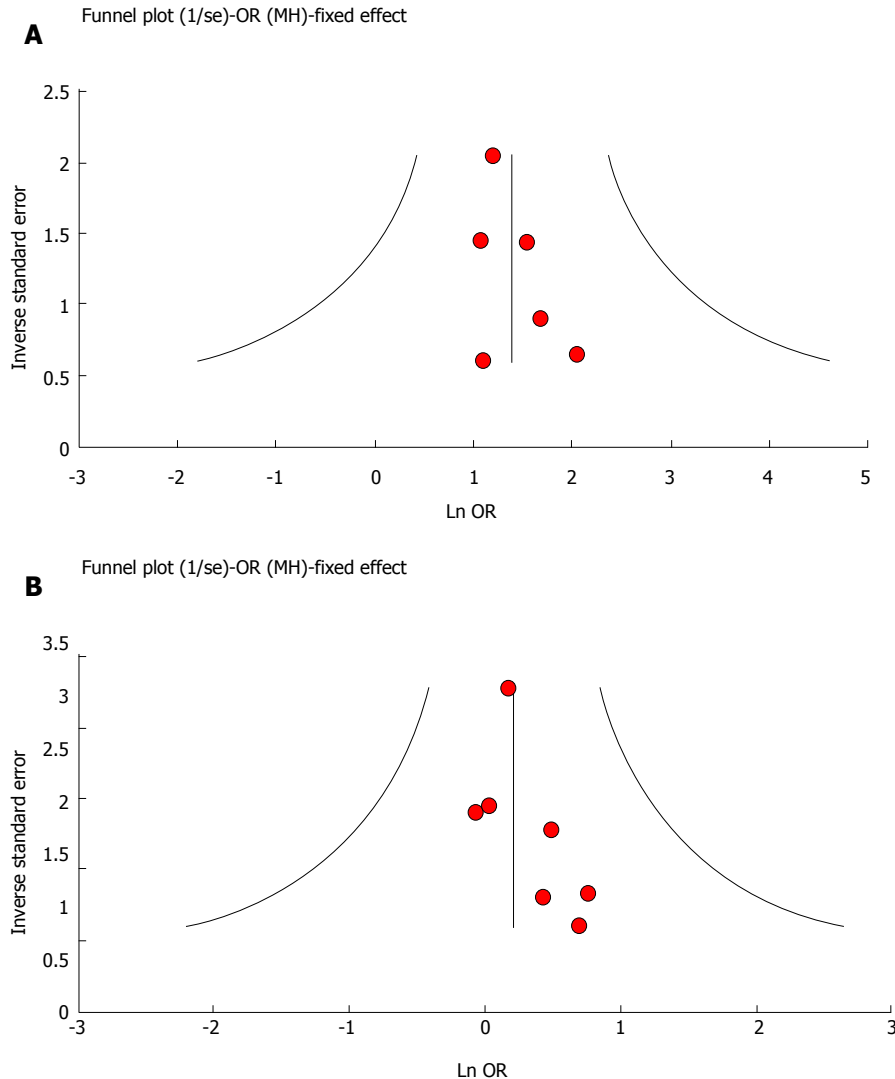 Funnel plot (1/se)-OR (MH)-fixed effect
A
2.5
2
1.5
1
0.5
0
Inverse standard error
-3 -2 -1 0 1 2 3 4 5
Ln OR
Funnel plot (1/se)-OR (MH)-fixed effect
B
3.5
3
2.5
2
1.5
1
0.5
0
Inverse standard error
-3 -2 -1 0 1 2 3
Ln OR